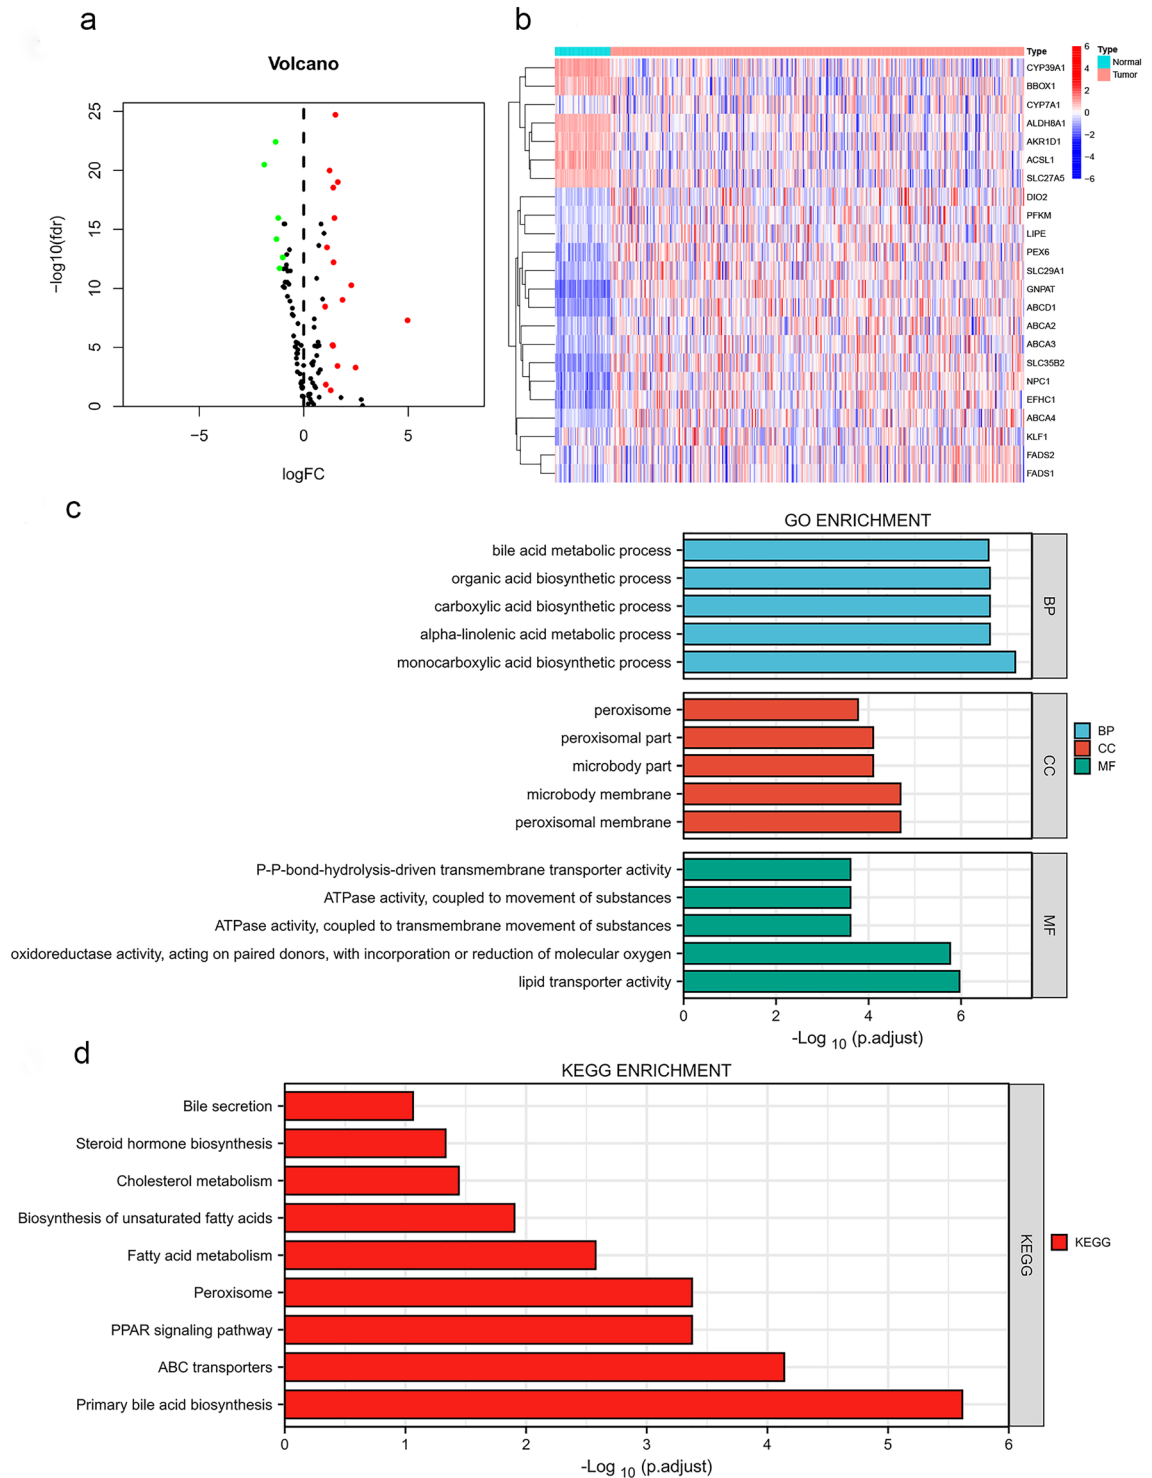 a
Volcano
25
20
15
10
5
0
−log10(fdr)
−5
0
5
logFC
b
Type
CYP39A1
BBOX1
CYP7A1
ALDH8A1
AKR1D1
ACSL1
SLC27A5
DIO2
PFKM
LIPE
PEX6
SLC29A1
GNPAT
ABCD1
ABCA2
ABCA3
SLC35B2
NPC1
EFHC1
ABCA4
KLF1
FADS2
FADS1
6
4
2
0
−2
−4
−6
Type
Normal
Tumor
c
GO ENRICHMENT
bile acid metabolic process
organic acid biosynthetic process
carboxylic acid biosynthetic process
alpha-linolenic acid metabolic process
monocarboxylic acid biosynthetic process
BP
peroxisome
peroxisomal part
microbody part
microbody membrane
peroxisomal membrane
CC
P-P-bond-hydrolysis-driven transmembrane transporter activity
ATPase activity, coupled to movement of substances
ATPase activity, coupled to transmembrane movement of substances
oxidoreductase activity, acting on paired donors, with incorporation or reduction of molecular oxygen
lipid transporter activity
MF
0 2 4 6
-Log 10 (p.adjust)
BP
CC
MF
d
KEGG ENRICHMENT
Bile secretion
Steroid hormone biosynthesis
Cholesterol metabolism
Biosynthesis of unsaturated fatty acids
Fatty acid metabolism
Peroxisome
PPAR signaling pathway
ABC transporters
Primary bile acid biosynthesis
KEGG
KEGG
0 1 2 3 4 5 6
-Log 10 (p.adjust)